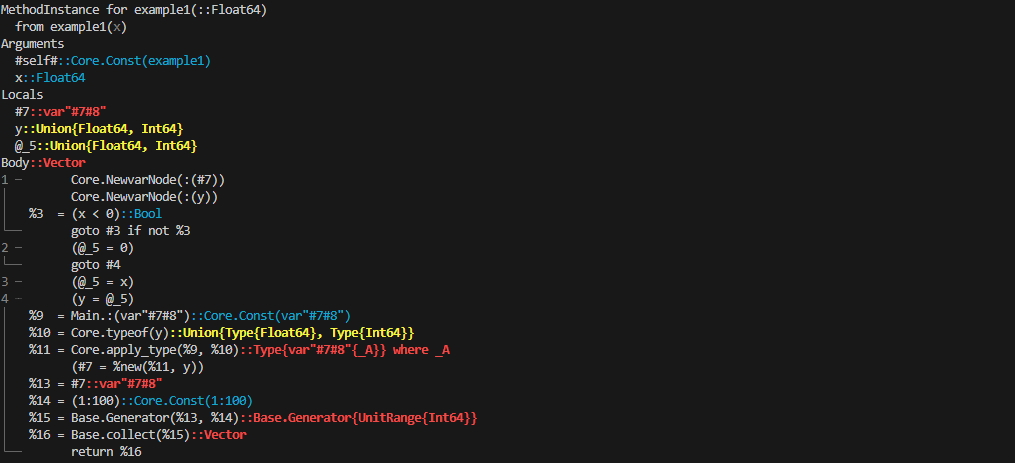 MethodInstance for example1(::Float64)
  from example1(x)
Arguments
  #self#::Core.Const(example1)
  x::Float64
Locals
  #7::var"#7#8"
  y::Union{Float64, Int64}
  @_5::Union{Float64, Int64}
Body::Vector
1 ─       Core.NewvarNode(:(#7))
│         Core.NewvarNode(:(y))
│   %3  = (x < 0)::Bool
└──       goto #3 if not %3
2 ─       (@_5 = 0)
└──       goto #4
3 ─       (@_5 = x)
4 ─       (y = @_5)
│   %9  = Main.:(var"#7#8")::Core.Const(var"#7#8")
│   %10 = Core.typeof(y)::Union{Type{Float64}, Type{Int64}}
│   %11 = Core.apply_type(%9, %10)::Type{var"#7#8"{_A}} where _A
│         (#7 = %new(%11, y))
│   %13 = #7::var"#7#8"
│   %14 = (1:100)::Core.Const(1:100)
│   %15 = Base.Generator(%13, %14)::Base.Generator{UnitRange{Int64}}
│   %16 = Base.collect(%15)::Vector
└──       return %16